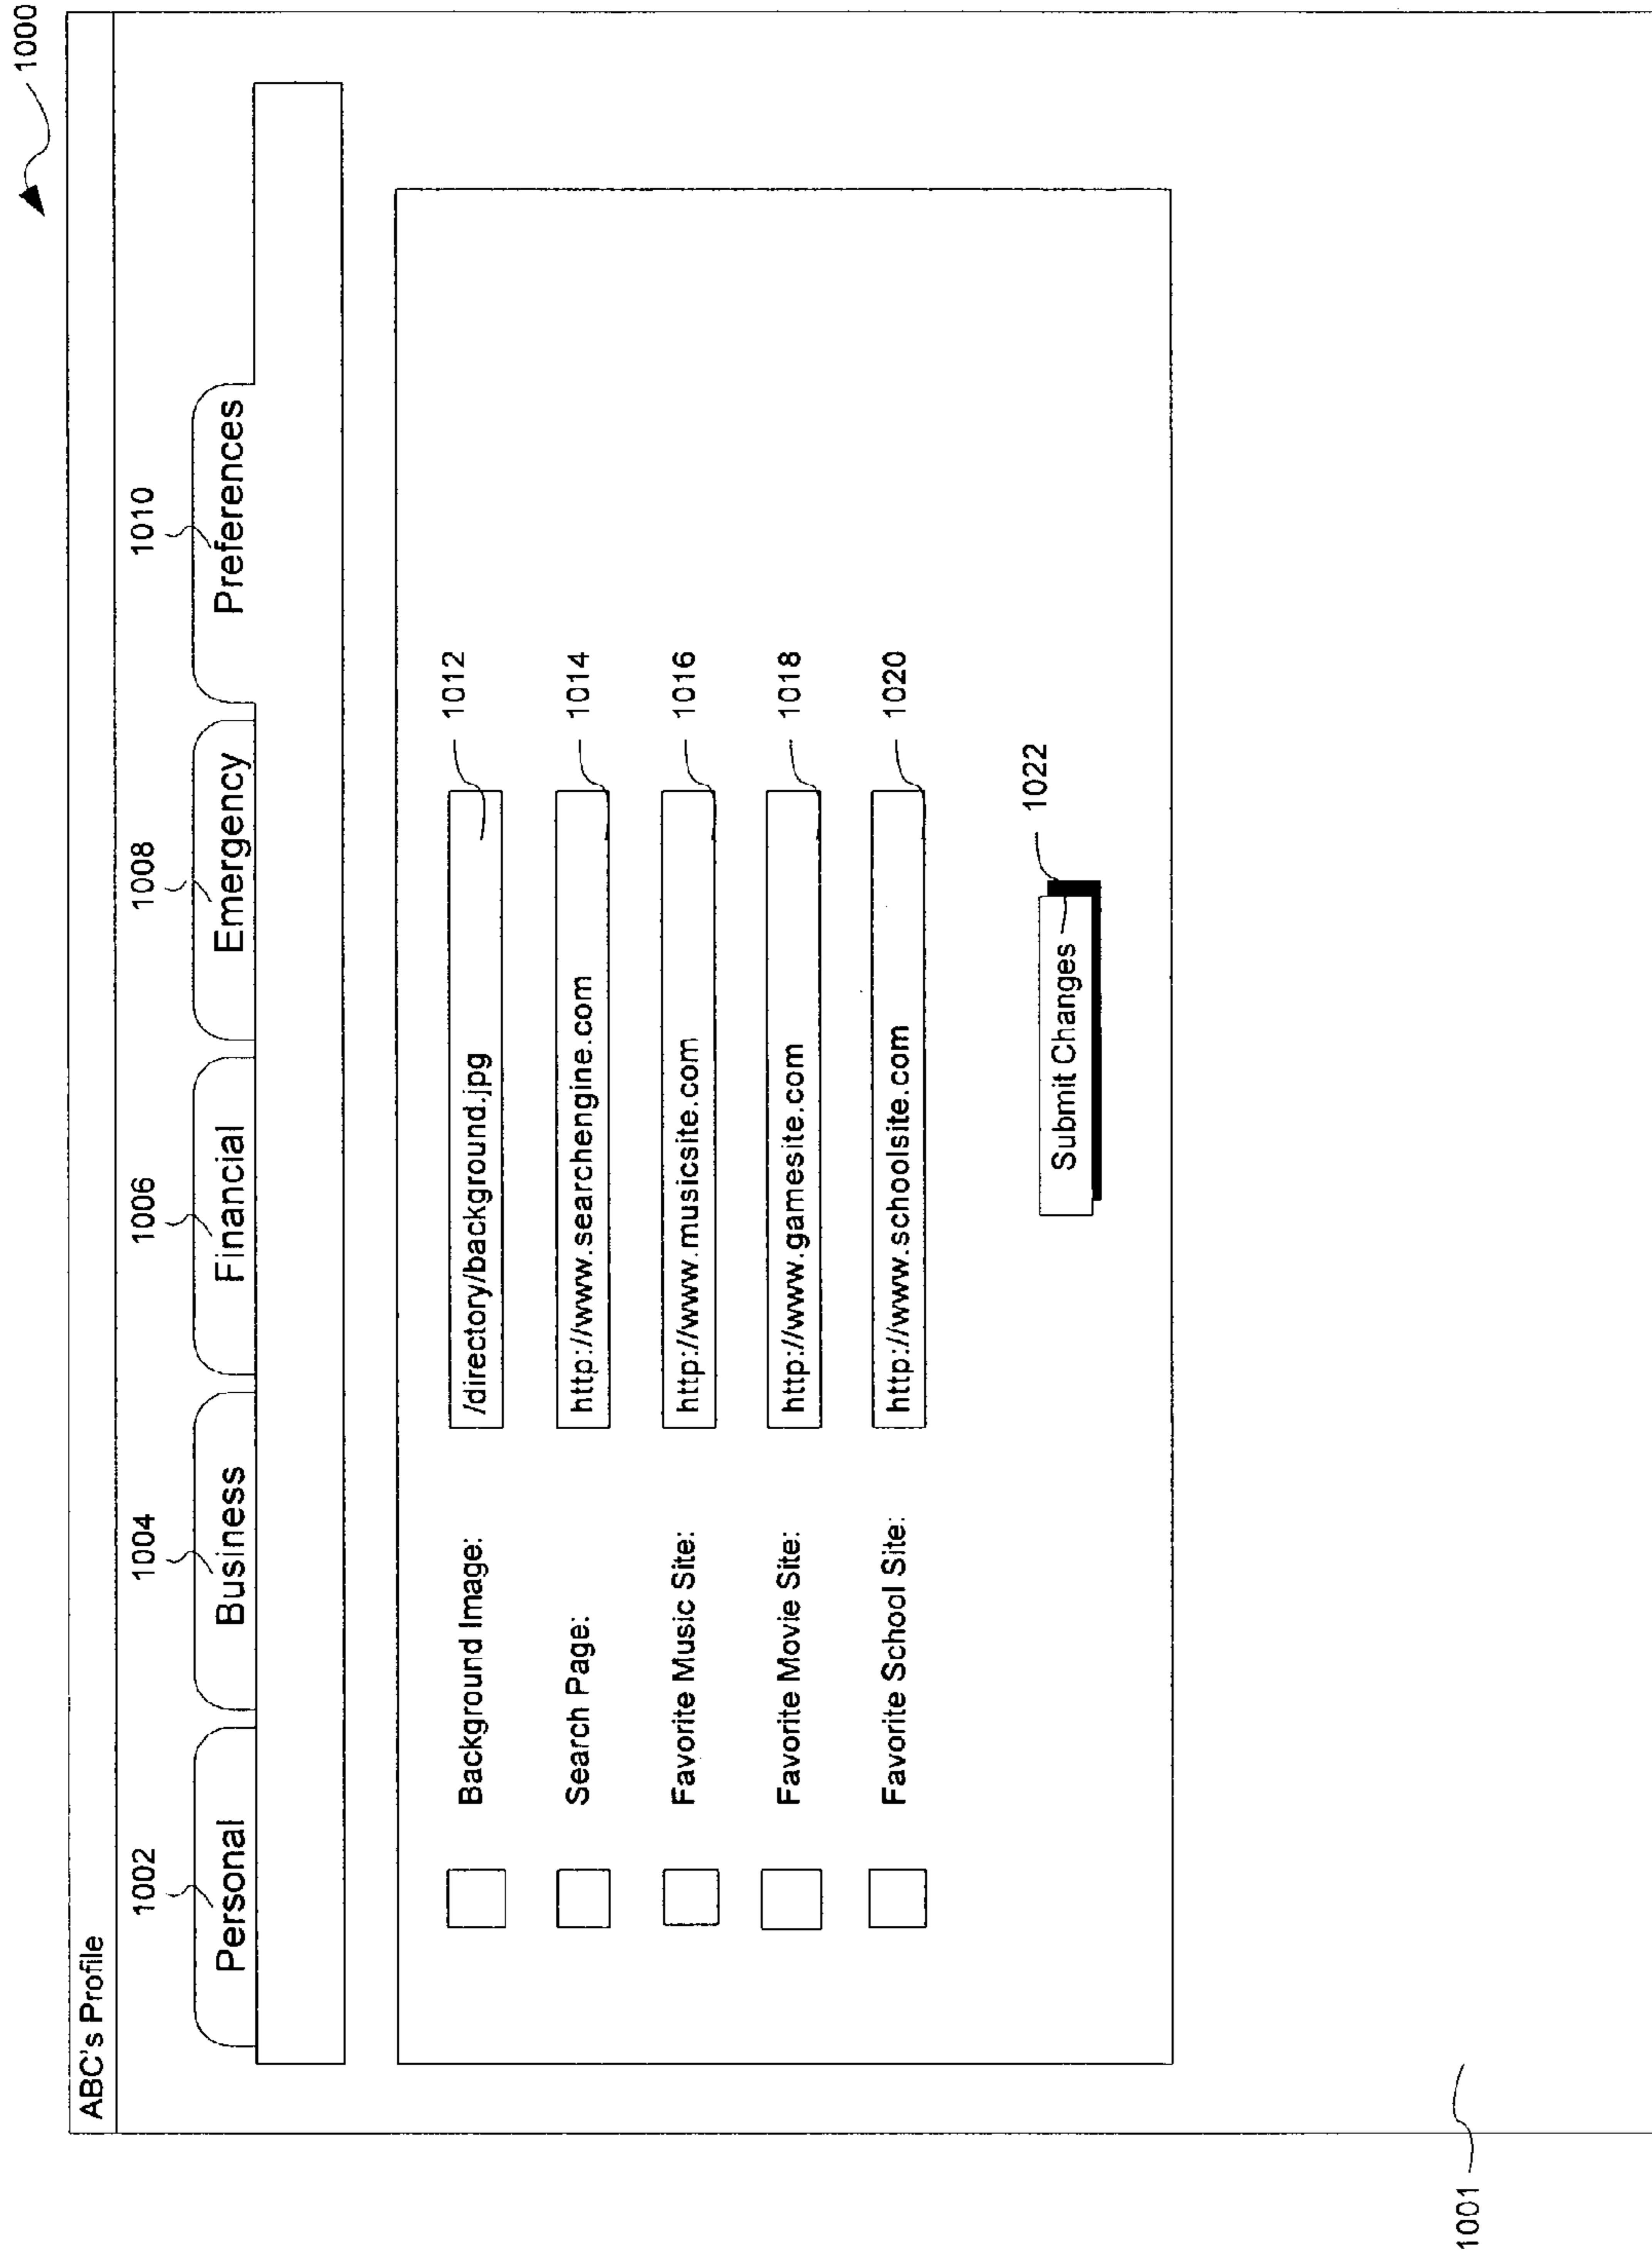 1000
ABC's Profile
1002 1004 1006 1008 1010
Personal Business Financial Emergency Preferences
Background Image: /directory/background.jpg 1012
Search Page: http://www.searchengine.com 1014
Favorite Music Site: http://www.musicsite.com 1016
Favorite Movie Site: http://www.gamesite.com 1018
Favorite School Site: http://www.schoolsite.com 1020
1022
Submit Changes
1001